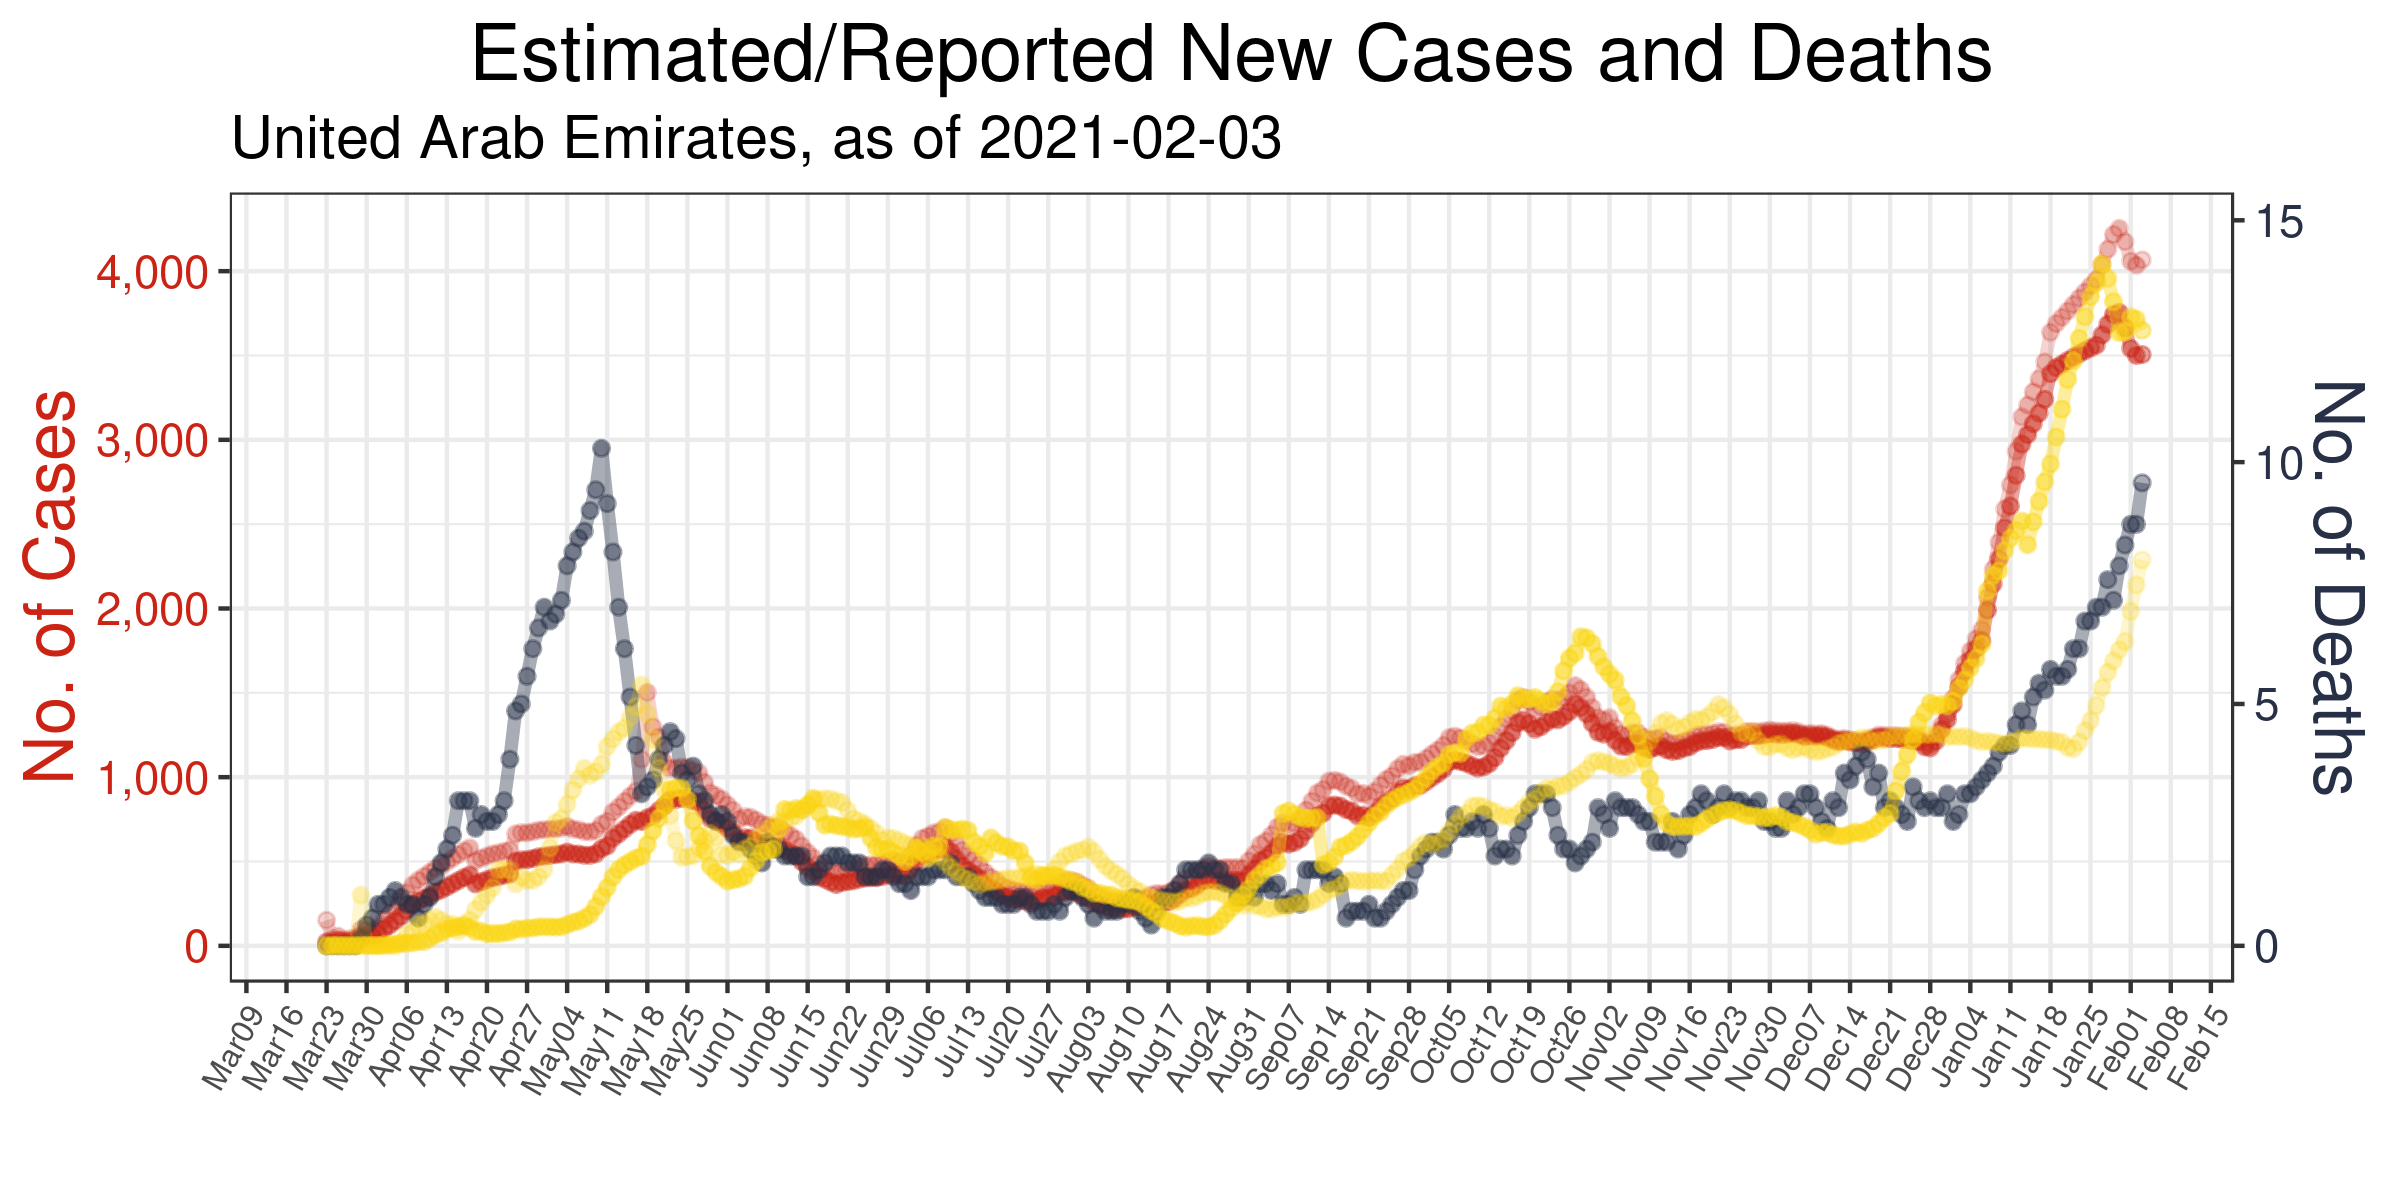 Estimated/Reported New Cases and Deaths
United Arab Emirates, as of 2021-02-03
No. of Cases
4,000
3,000
2,000
1,000
0
15
10
5
0
No. of Deaths
Mar09
Mar16
Mar23
Mar30
Apr06
Apr13
Apr20
Apr27
May04
May11
May18
May25
Jun01
Jun08
Jun15
Jun22
Jun29
Jul06
Jul13
Jul20
Jul27
Aug03
Aug10
Aug17
Aug24
Aug31
Sep07
Sep14
Sep21
Sep28
Oct05
Oct12
Oct19
Oct26
Nov02
Nov09
Nov16
Nov23
Nov30
Dec07
Dec14
Dec21
Dec28
Jan04
Jan11
Jan18
Jan25
Feb01
Feb08
Feb15